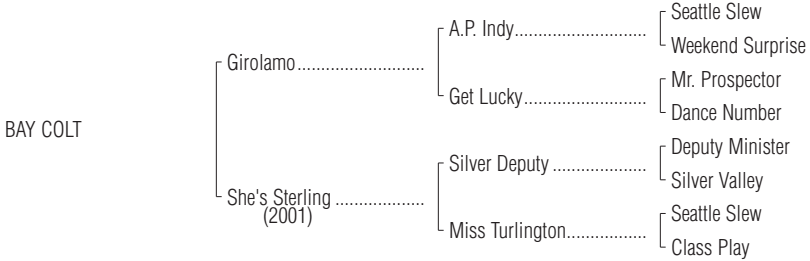 Seattle Slew
A.P. Indy..............................
Weekend Surprise
Girolamo...........................
Mr. Prospector
Get Lucky............................
Dance Number
BAY COLT
Deputy Minister
Silver Deputy ......................
Silver Valley
She's Sterling ...................
(2001)
Seattle Slew
Miss Turlington...................
Class Play